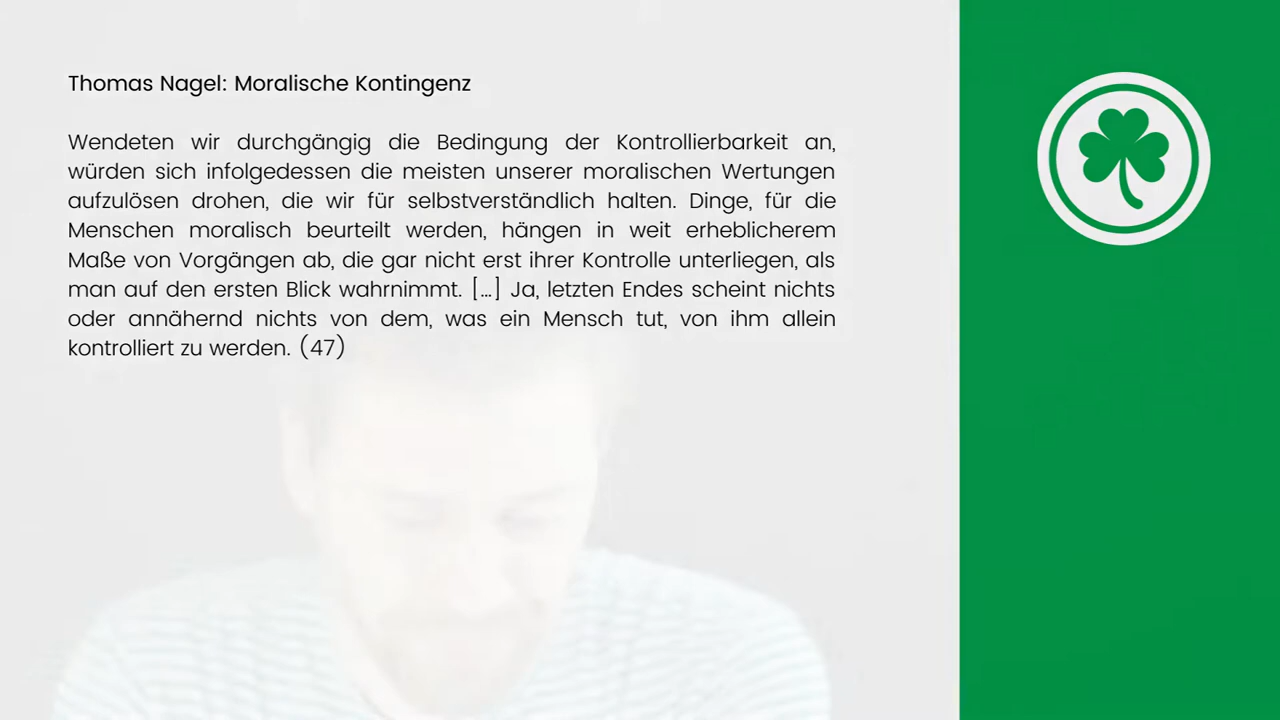 Thomas Nagel: Moralische Kontingenz
Wendeten wir durchgängig die Bedingung der Kontrollierbarkeit an,
würden sich infolgedessen die meisten unserer moralischen Wertungen
aufzulösen drohen, die wir für selbstverständlich halten. Dinge, für die
Menschen moralisch beurteilt werden, hängen in weit erheblicherem
Maße von Vorgängen ab, die gar nicht erst ihrer Kontrolle unterliegen, als
man auf den ersten Blick wahrnimmt. [...] Ja, letzten Endes scheint nichts
oder annähernd nichts von dem, was ein Mensch tut, von ihm allein
kontrolliert zu werden. (47)